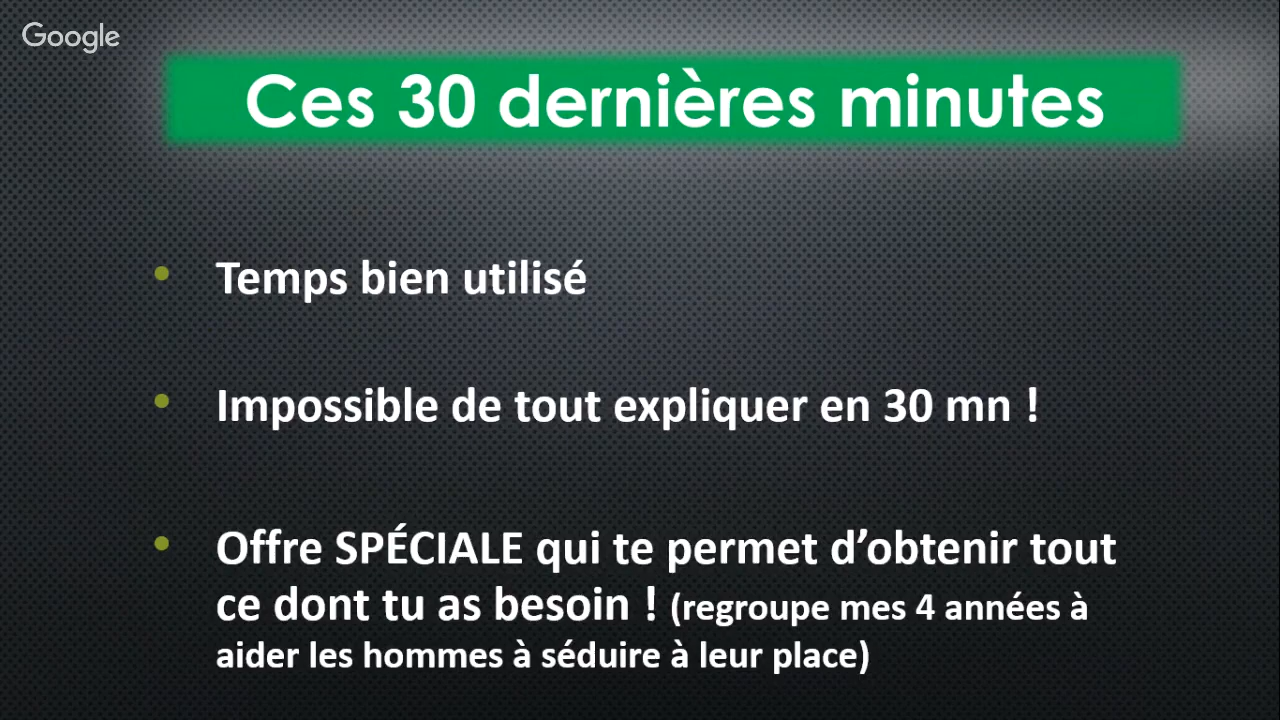 Google
Ces 30 dernières minutes
• Temps bien utilisé
• Impossible de tout expliquer en 30 mn !
• Offre SPÉCIALE qui te permet d’obtenir tout
ce dont tu as besoin ! (regroupe mes 4 années à
aider les hommes à séduire à leur place)